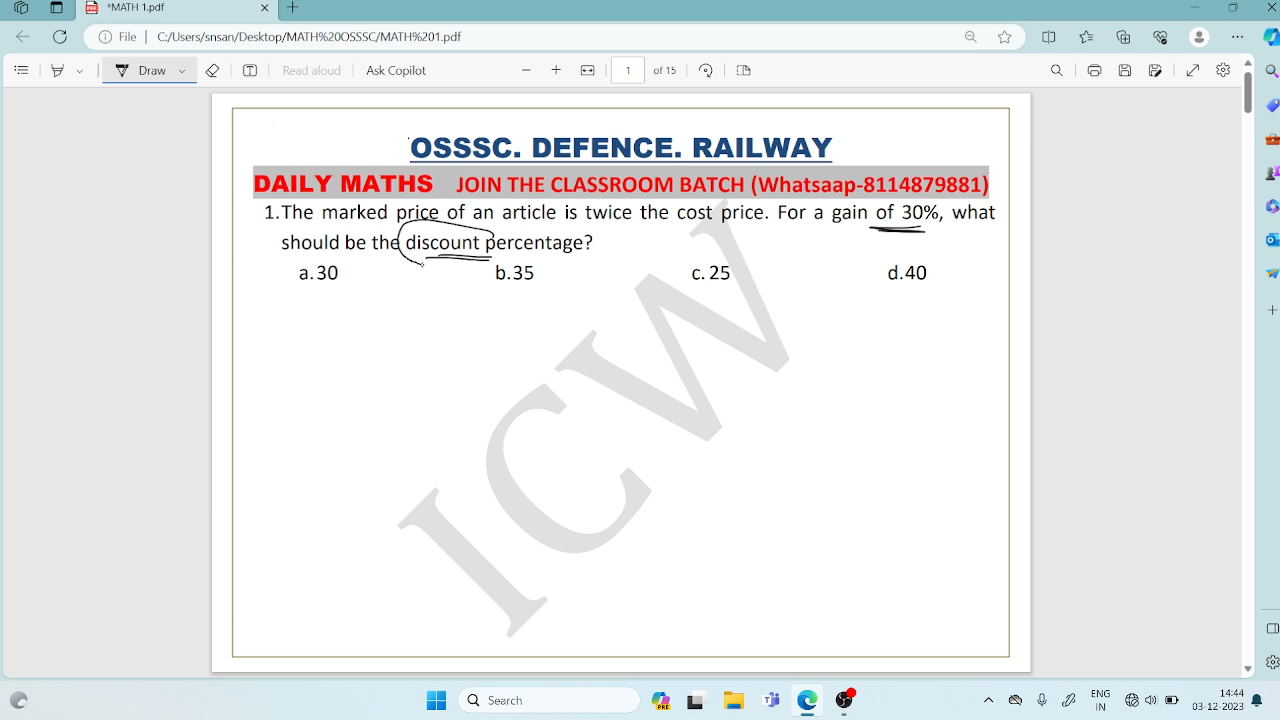 *MATH 1.pdf
File | C:/Users/snsan/Desktop/MATH%20OSSSC/MATH%201.pdf
Draw
Read aloud
Ask Copilot
1 of 15
OSSSC. DEFENCE. RAILWAY
DAILY MATHS JOIN THE CLASSROOM BATCH (Whatsaap-8114879881)
1.The marked price of an article is twice the cost price. For a gain of 30%, what
should be the discount percentage?
a.30 b.35 c. 25 d.40
ICW
Search
PRE
ENG
IN
14:44
03-12-2023